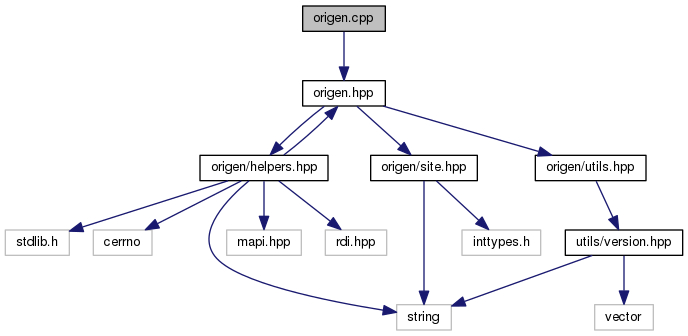 origen.cpp
origen.hpp
origen/helpers.hpp
origen/site.hpp
origen/utils.hpp
stdlib.h
cerrno
mapi.hpp
rdi.hpp
inttypes.h
utils/version.hpp
string
vector